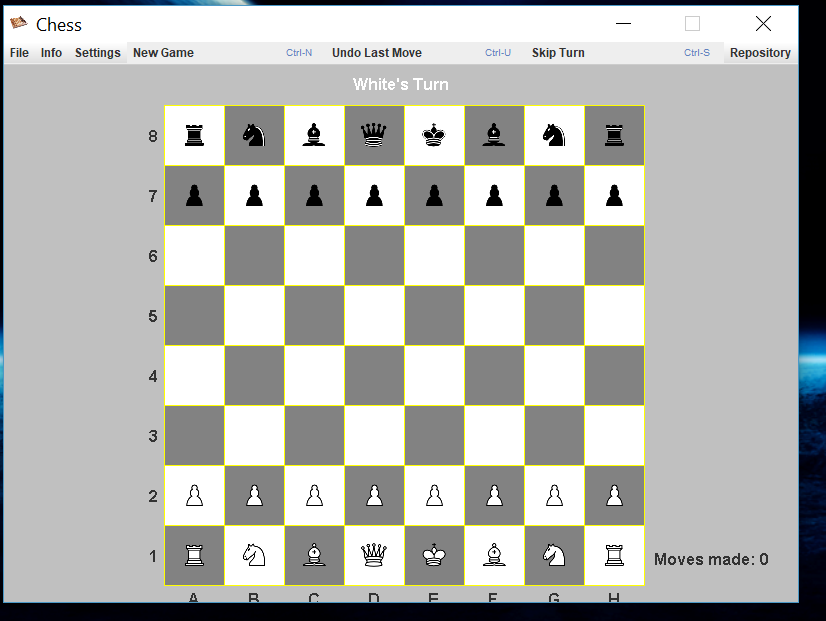 Chess
File Info Settings New Game Ctrl-N Undo Last Move Ctrl-U Skip Turn Ctrl-S Repository
White's Turn
8
7
6
5
4
3
2
1
Moves made: 0
A B C D E F G H